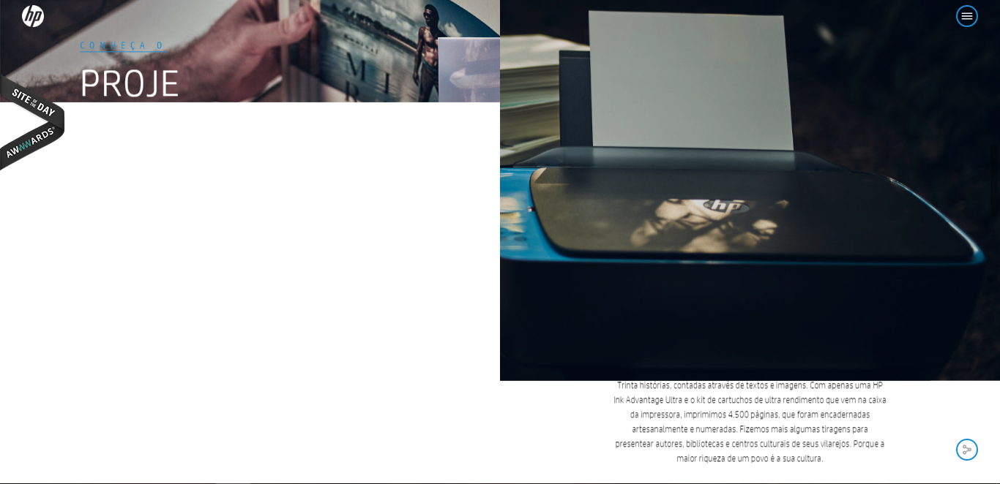 hp
CONHEÇA O
PROJE
SITE OF THE DAY
AWWWARDS®
MI
R
hp
Trinta histórias, contadas através de textos e imagens. Com apenas uma HP
Ink Advantage Ultra e o kit de cartuchos de ultra rendimento que vem na caixa
da impressora, imprimimos 4.500 páginas, que foram encadernadas
artesanalmente e numeradas. Fizemos mais algumas tiragens para
presentear autores, bibliotecas e centros culturais de seus vilarejos. Porque a
maior riqueza de um povo é a sua cultura.